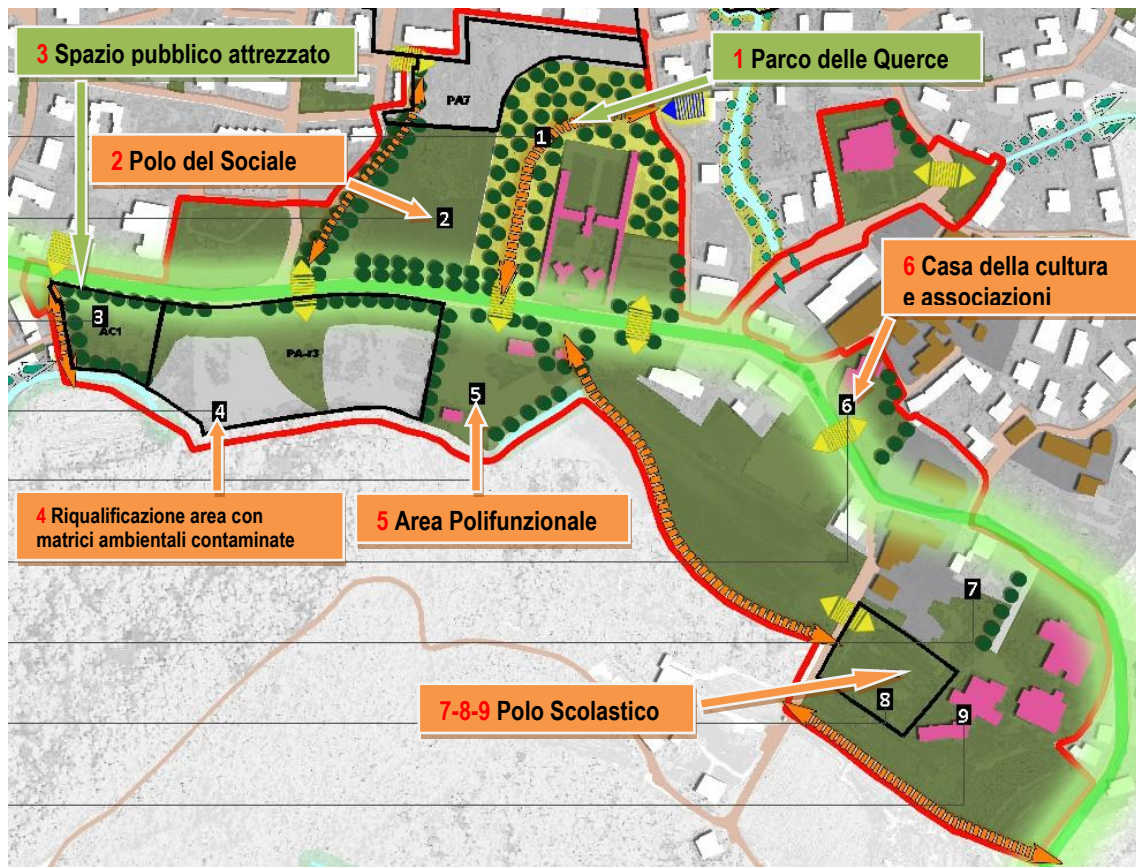 3 Spazio pubblico attrezzato
1 Parco delle Querce
PA7
1
2 Polo del Sociale
2
6 Casa della cultura
e associazioni
3
AC1
PA-r3
4
5
6
4 Riqualificazione area con
matrici ambientali contaminate
5 Area Polifunzionale
7
7-8-9 Polo Scolastico
8
9